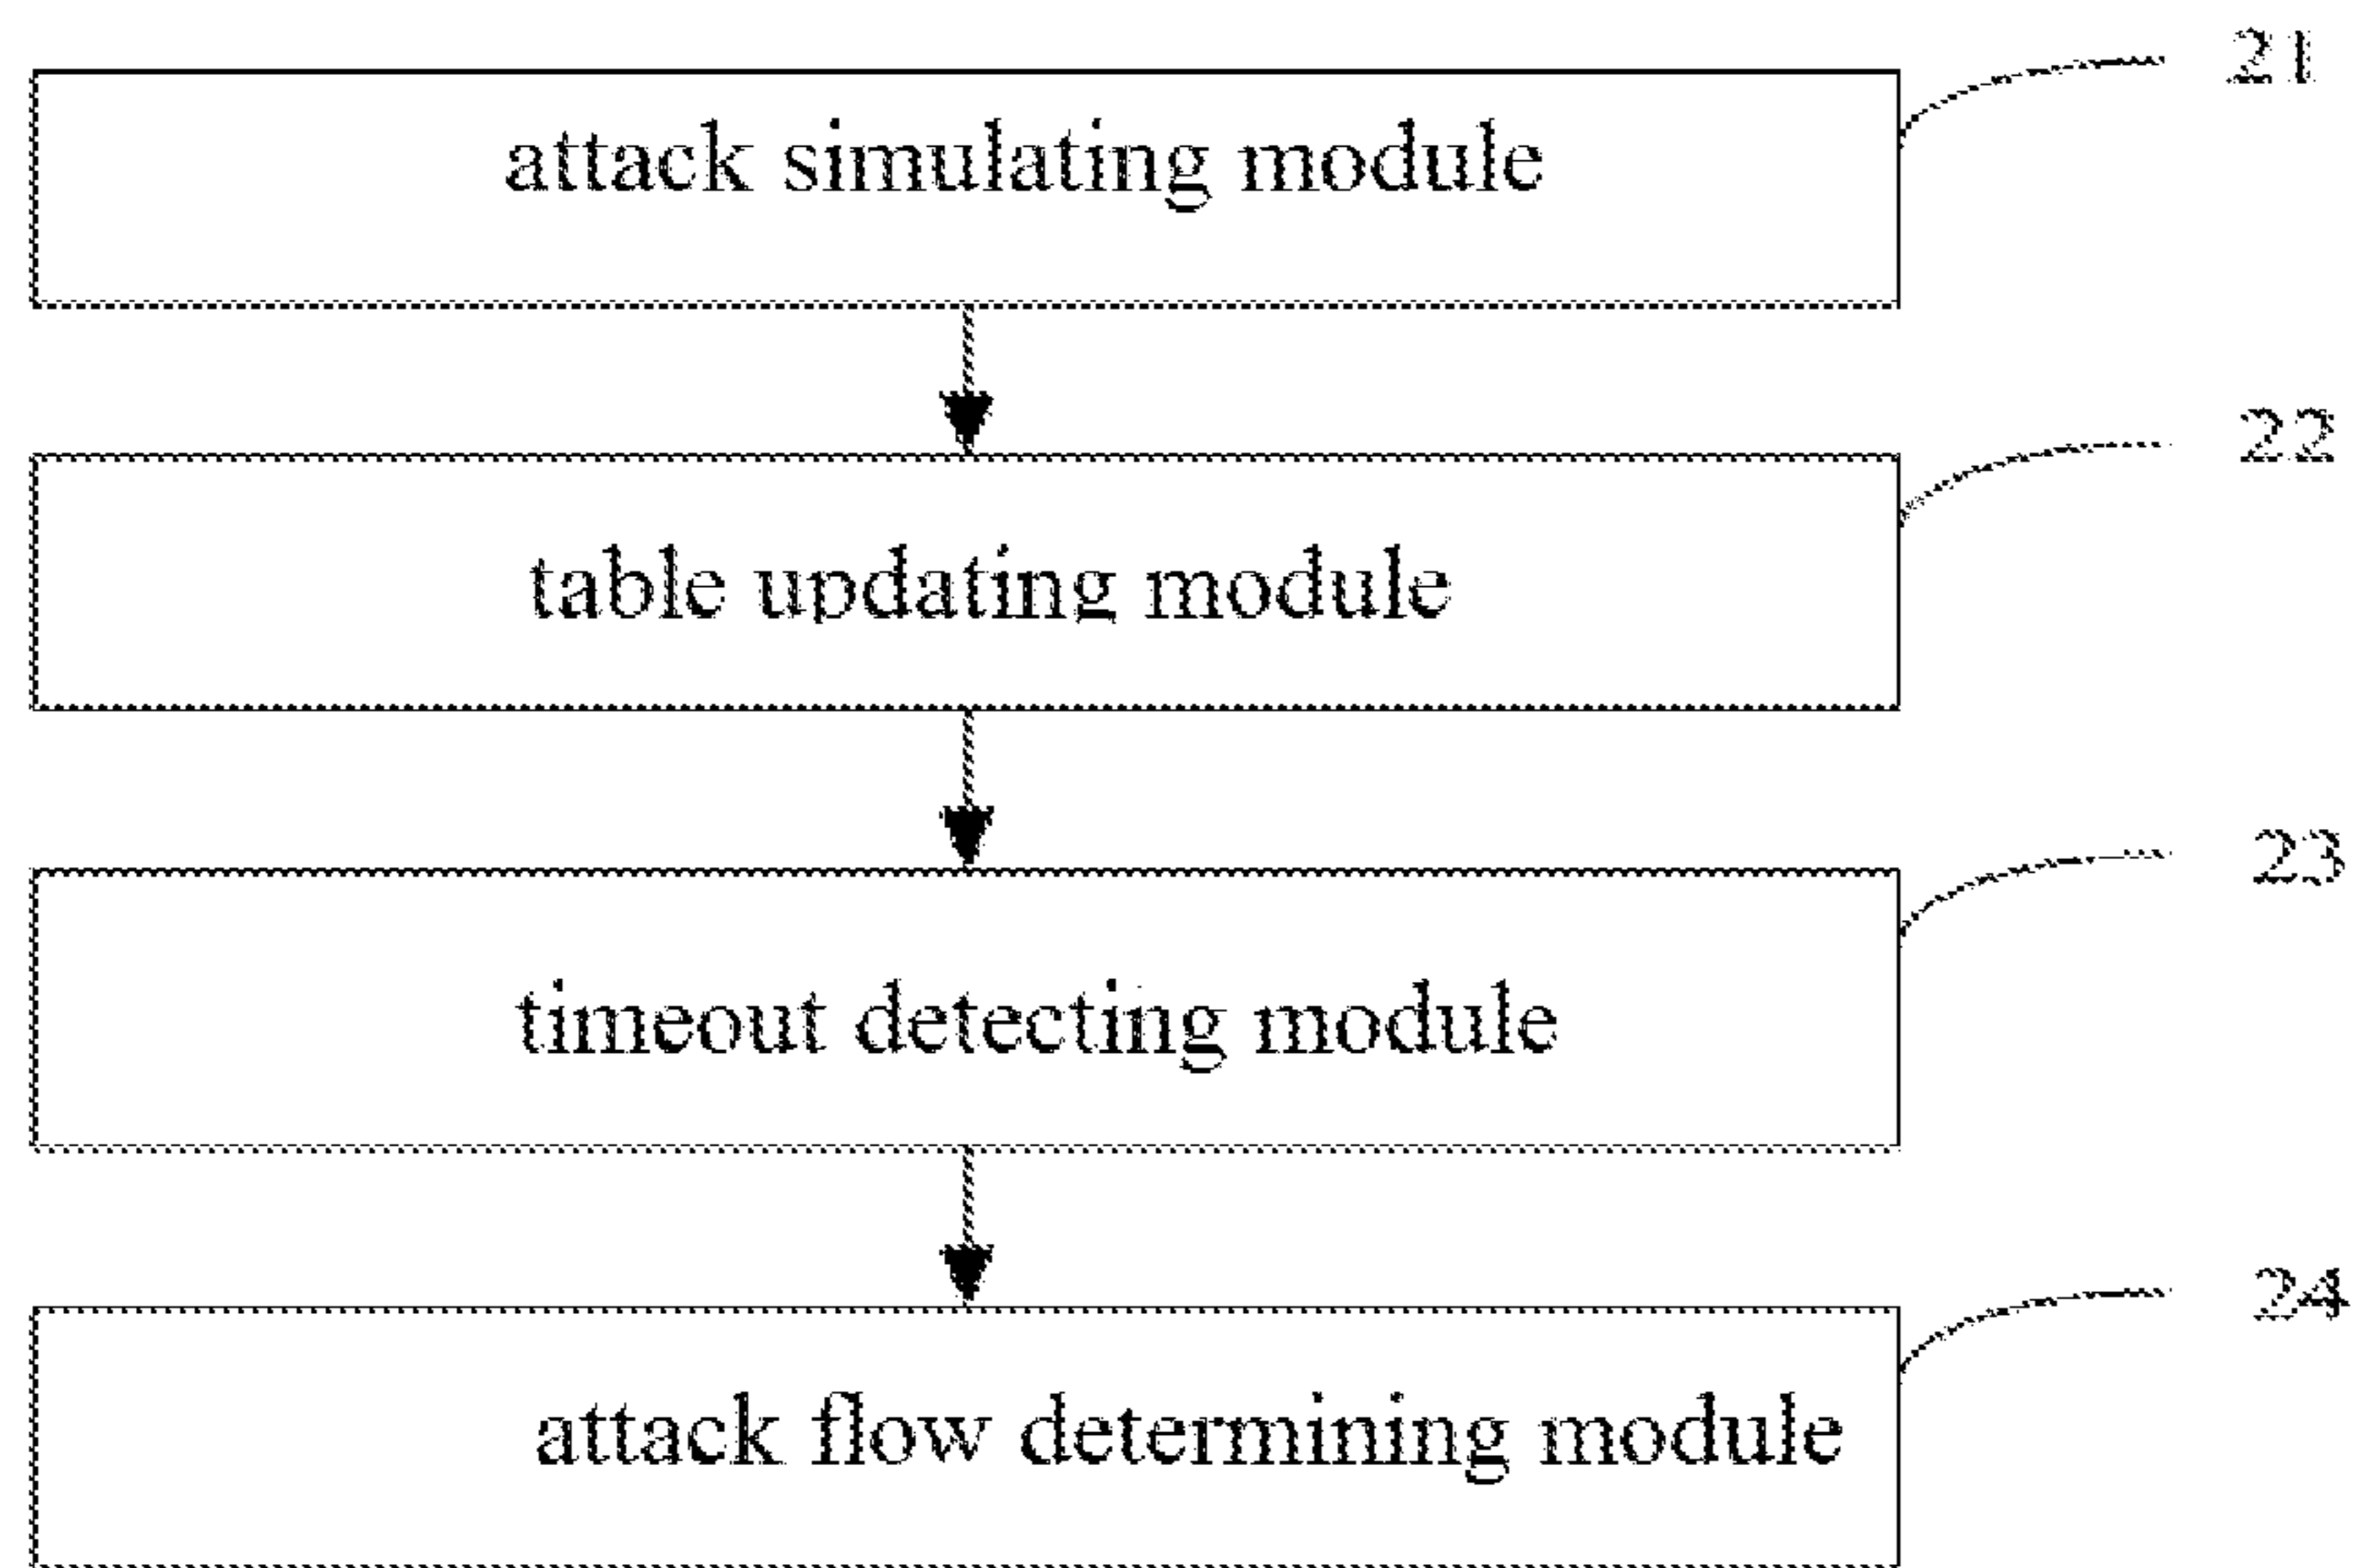 21
attack simulating module
22
table updating module
23
timeout detecting module
24
attack flow determining module